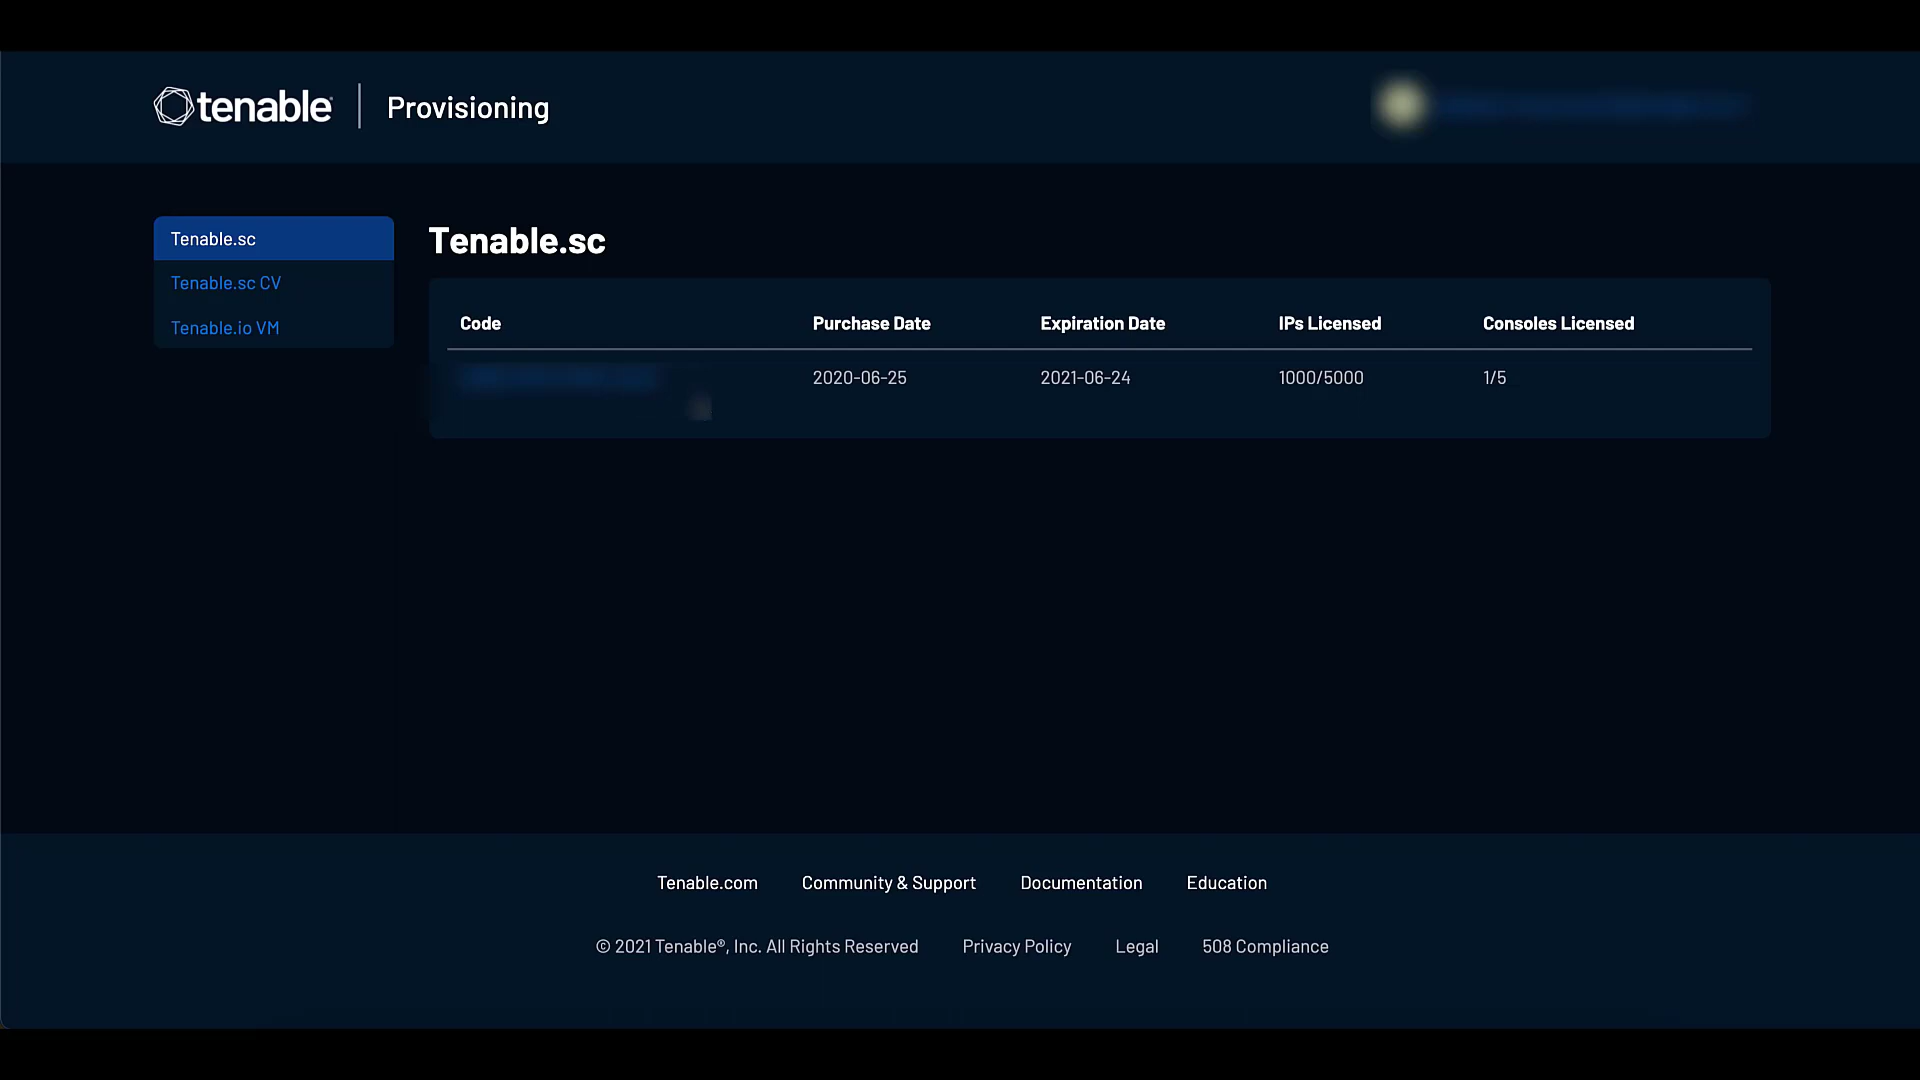 tenable
Provisioning
Tenable.sc
Tenable.sc CV
Tenable.io VM
Tenable.sc
Code Purchase Date Expiration Date IPs Licensed Consoles Licensed
2020-06-25 2021-06-24 1000/5000 1/5
Tenable.com Community & Support Documentation Education
© 2021 Tenable®, Inc. All Rights Reserved Privacy Policy Legal 508 Compliance